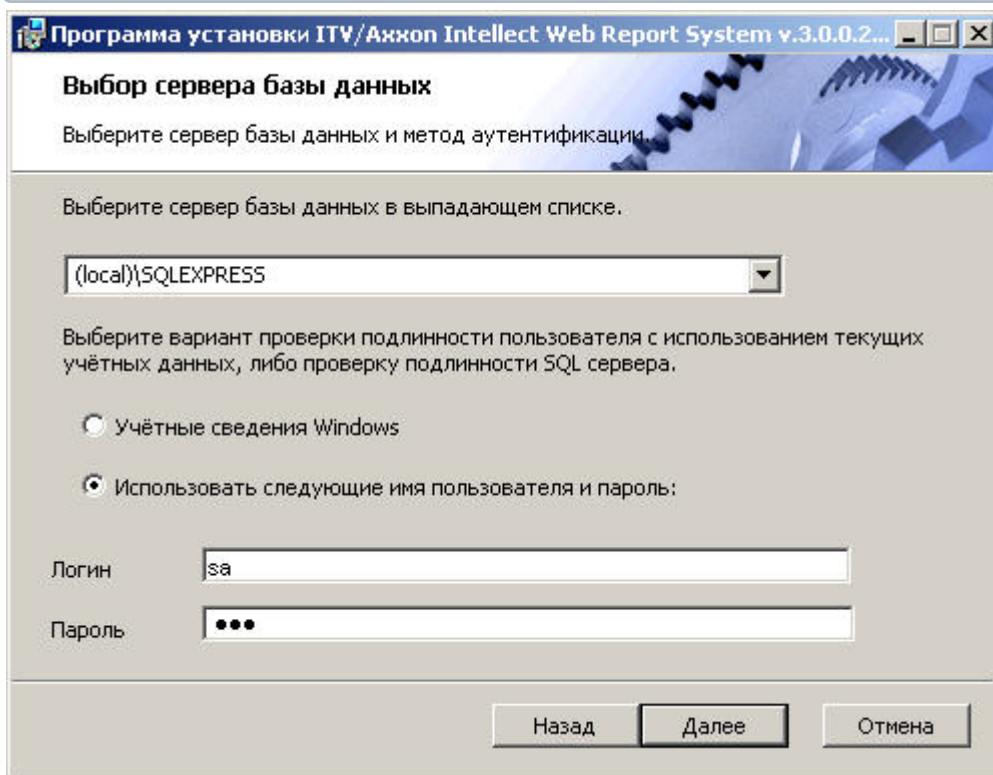 Программа установки ITV/Axxon Intellect Web Report System v.3.0.0.2...
Выбор сервера базы данных
Выберите сервер базы данных и метод аутентификации.
Выберите сервер базы данных в выпадающем списке.
(local)\SQLEXPRESS
Выберите вариант проверки подлинности пользователя с использованием текущих
учётных данных, либо проверку подлинности SQL сервера.
Учётные сведения Windows
Использовать следующие имя пользователя и пароль:
Логин sa
Пароль •••
Назад Далее Отмена